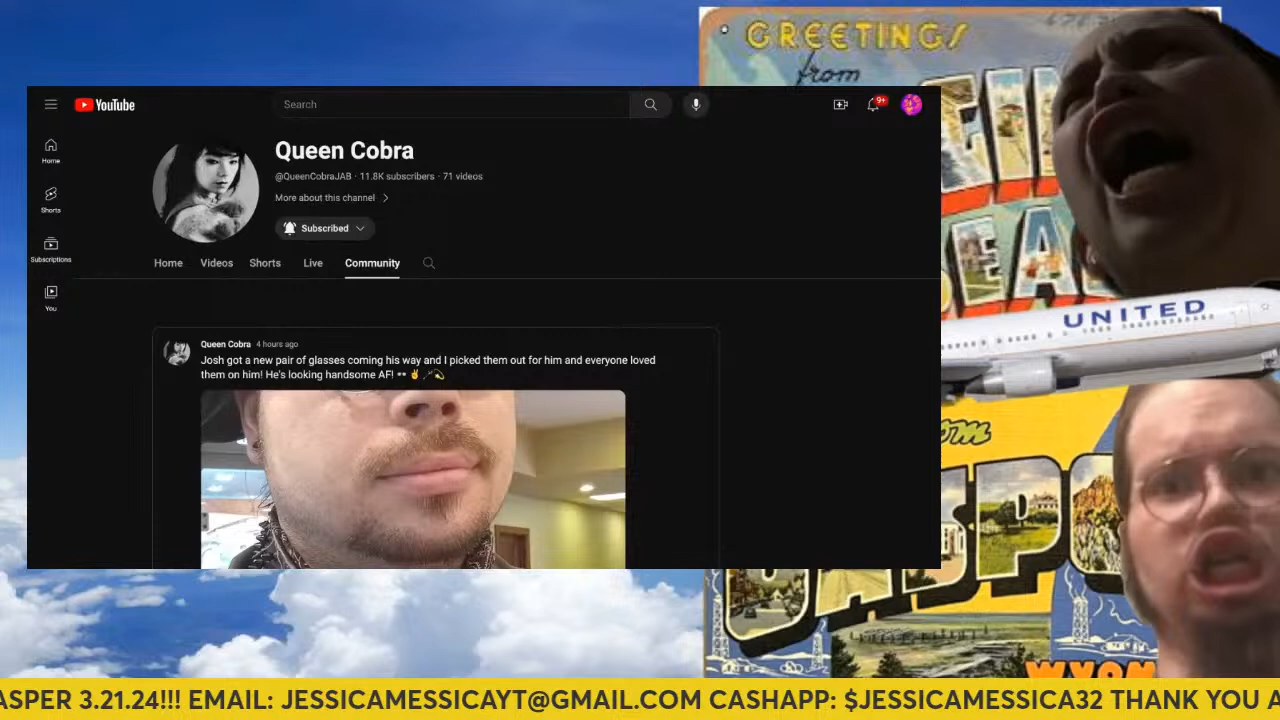 GREETINGS
from
YouTube
Search
9+
Home
Shorts
Subscriptions
You
Queen Cobra
@QueenCobraJAB · 11.8K subscribers · 71 videos
More about this channel
Subscribed
Home Videos Shorts Live Community
Queen Cobra 4 hours ago
Josh got a new pair of glasses coming his way and I picked them out for him and everyone loved
them on him! He's looking handsome AF! 👀 ✌️
UNITED
WYOM
ASPER 3.21.24!!! EMAIL: JESSICAMESSICAYT@GMAIL.COM CASHAPP: $JESSICAMESSICA32 THANK YOU A